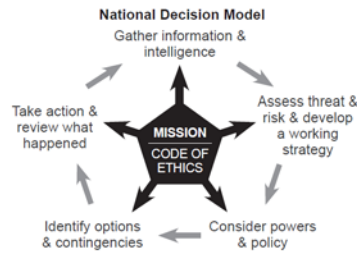 National Decision Model
Gather information &
intelligence
Assess threat &
risk & develop
a working
strategy
Consider powers
& policy
Identify options
& contingencies
Take action &
review what
happened
MISSION
CODE OF
ETHICS